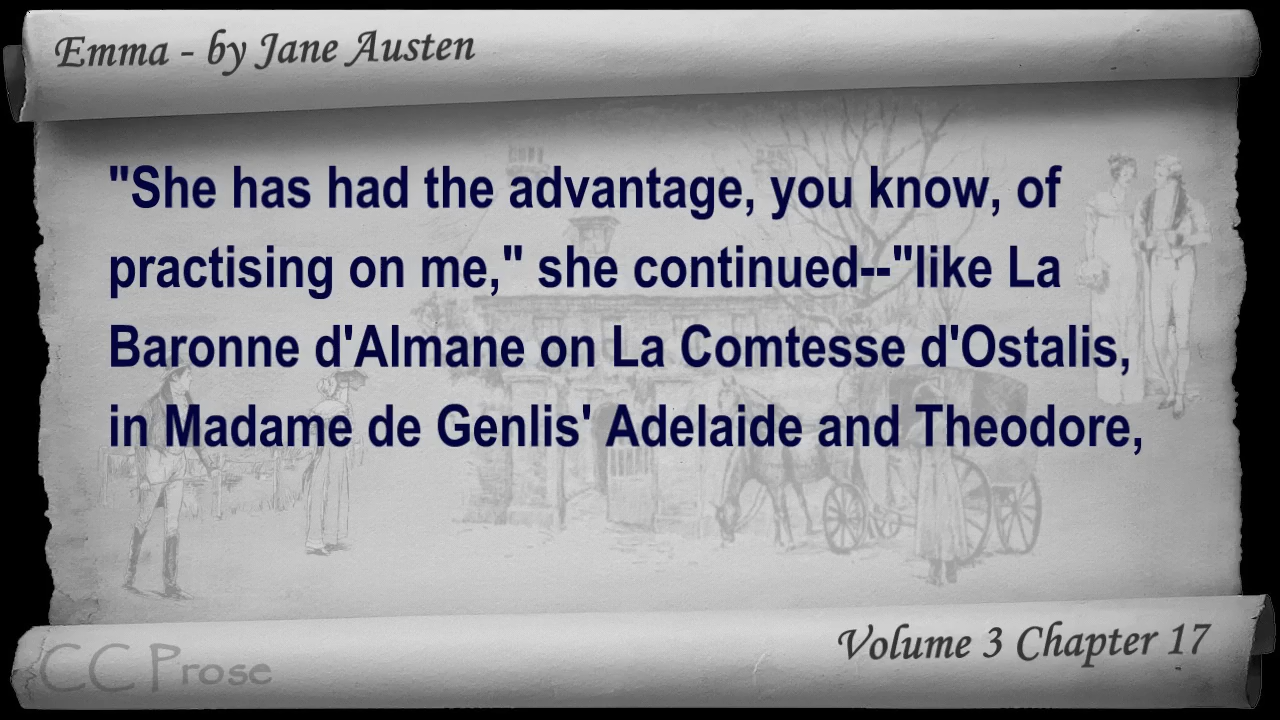 Emma - by Jane Austen
"She has had the advantage, you know, of
practising on me," she continued--"like La
Baronne d'Almane on La Comtesse d'Ostalis,
in Madame de Genlis' Adelaide and Theodore,
Volume 3 Chapter 17
CC Prose